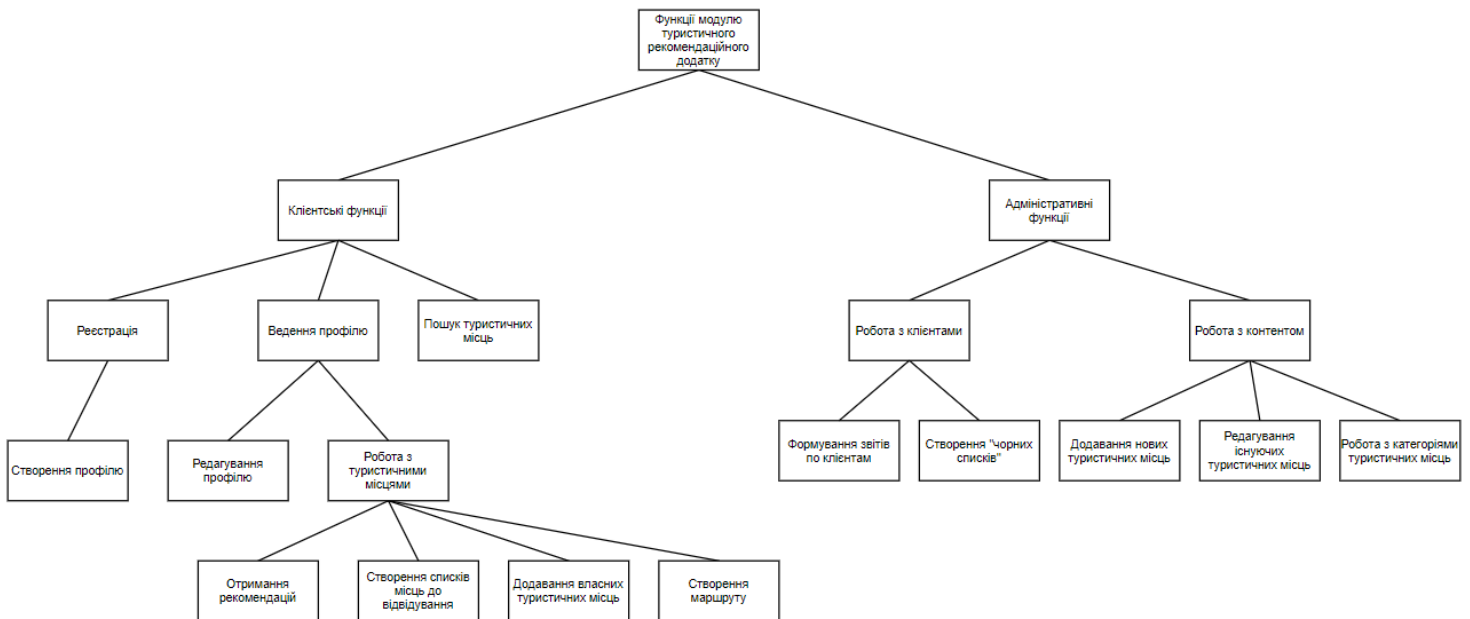 Функції модулю
туристичного
рекомендаційного
додатку
Клієнтські функції
Адміністративні
функції
Реєстрація
Ведення профілю
Пошук туристичних
місць
Робота з клієнтами
Робота з контентом
Створення профілю
Редагування
профілю
Робота з
туристичними
місцями
Формування звітів
по клієнтам
Створення "чорних
списків"
Додавання нових
туристичних місць
Редагування
існуючих
туристичних місць
Робота з категоріями
туристичних місць
Отримання
рекомендацій
Створення списків
місць до
відвідування
Додавання власних
туристичних місць
Створення
маршруту